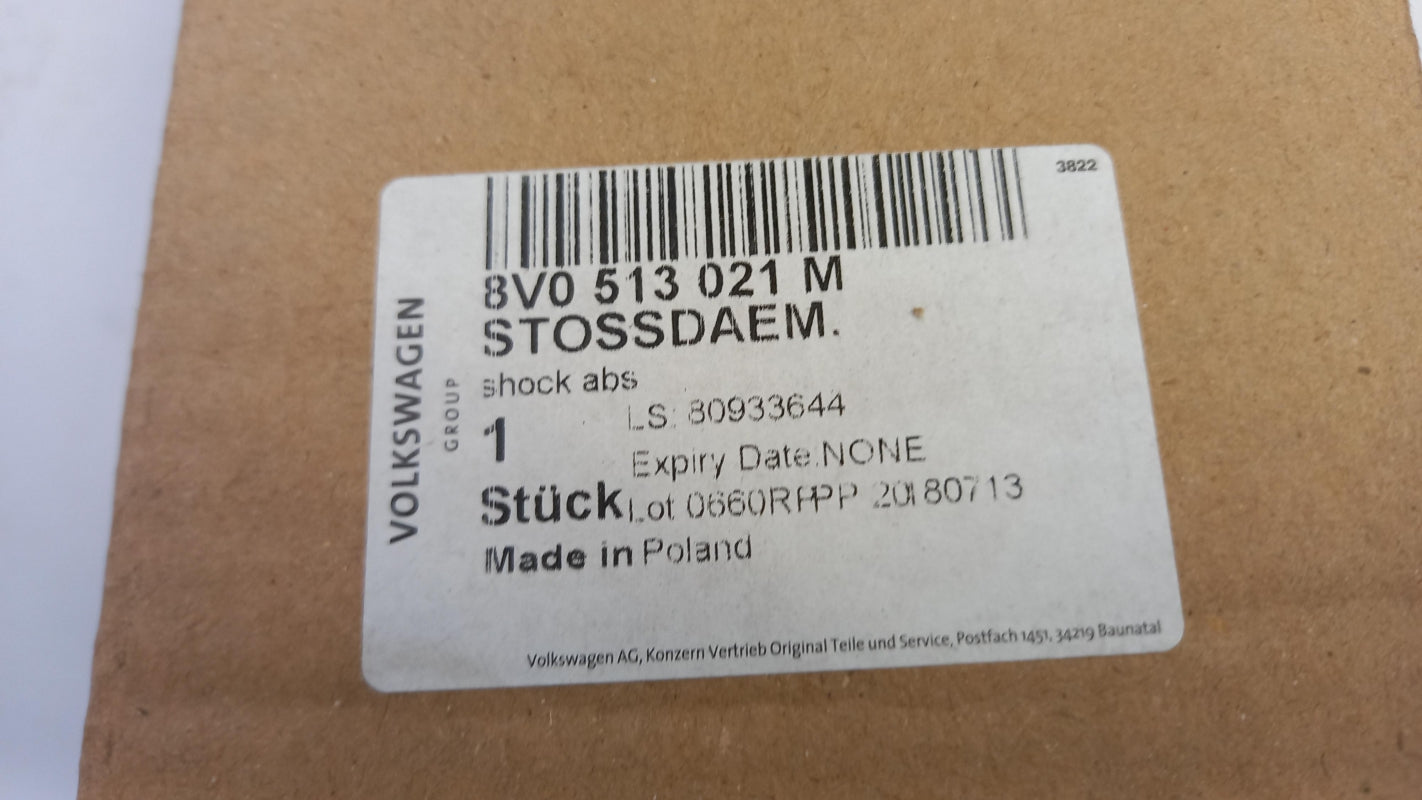 3822
8V0 513 021 M
STOSSDAEM.
shock abs
LS: 80933644
1
Expiry Date:NONE
Stück
Lot 0660R 20180713
Made in Poland
VOLKSWAGEN
GROUP
Volkswagen AG, Konzern Vertrieb Original Teile und Service, Postfach 1451, 34219 Baunatal